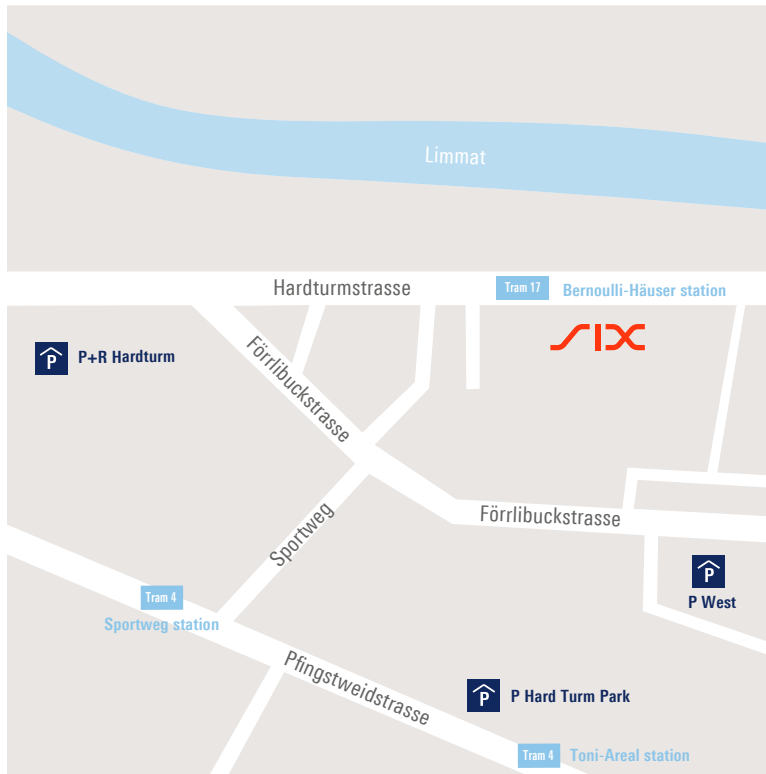 Limmat
Hardturmstrasse
Tram 17
Bernoulli-Häuser station
SIX
P
P+R Hardturm
Förrlibuckstrasse
Förrlibuckstrasse
Sportweg
P
P West
Tram 4
Sportweg station
Pfingstweidstrasse
P
P Hard Turm Park
Tram 4
Toni-Areal station